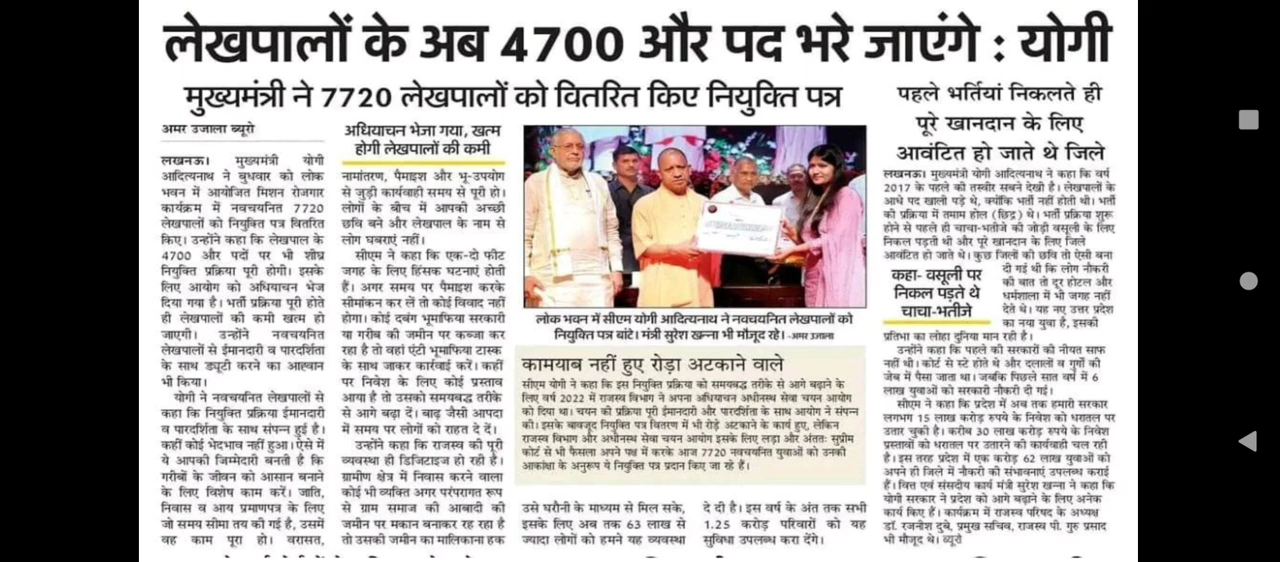 लेखपालों के अब 4700 और पद भरे जाएंगे : योगी
मुख्यमंत्री ने 7720 लेखपालों को वितरित किए नियुक्ति पत्र
अमर उजाला ब्यूरो
लखनऊ। मुख्यमंत्री योगी
आदित्यनाथ ने बुधवार को लोक
भवन में आयोजित मिशन रोजगार
कार्यक्रम में नवचयनित 7720
लेखपालों को नियुक्ति पत्र वितरित
किए। उन्होंने कहा कि लेखपाल के
4700 और पदों पर भी शीघ्र
नियुक्ति प्रक्रिया पूरी होगी। इसके
लिए आयोग को अधियाचन भेज
दिया गया है। भर्ती प्रक्रिया पूरी होते
ही लेखपालों की कमी खत्म हो
जाएगी। उन्होंने नवचयनित
लेखपालों से ईमानदारी व पारदर्शिता
के साथ ड्यूटी करने का आह्वान
भी किया।
योगी ने नवचयनित लेखपालों से
कहा कि नियुक्ति प्रक्रिया ईमानदारी
व पारदर्शिता के साथ संपन्न हुई है।
कहीं कोई भेदभाव नहीं हुआ। ऐसे में
ये आपकी जिम्मेदारी बनती है कि
गरीबों के जीवन को आसान बनाने
के लिए विशेष काम करें। जाति,
निवास व आय प्रमाणपत्र के लिए
जो समय सीमा तय की गई है, उसमें
वह काम पूरा हो। वरासत,
अधियाचन भेजा गया, खत्म
होगी लेखपालों की कमी
नामांतरण, पैमाइश और भू-उपयोग
से जुड़ी कार्यवाही समय से पूरी हो।
लोगों के बीच में आपकी अच्छी
छवि बने और लेखपाल के नाम से
लोग घबराएं नहीं।
सीएम ने कहा कि एक-दो फीट
जगह के लिए हिंसक घटनाएं होती
हैं। अगर समय पर पैमाइश करके
सीमांकन कर लें तो कोई विवाद नहीं
होगा। कोई दबंग भूमाफिया सरकारी
या गरीब की जमीन पर कब्जा कर
रहा है तो वहां एंटी भूमाफिया टास्क
के साथ जाकर कार्रवाई करें। कहीं
पर निवेश के लिए कोई प्रस्ताव
आया है तो उसको समयबद्ध तरीके
से आगे बढ़ा दें। बाढ़ जैसी आपदा
में समय पर लोगों को राहत दे दें।
उन्होंने कहा कि राजस्व की पूरी
व्यवस्था ही डिजिटाइज हो रही है।
ग्रामीण क्षेत्र में निवास करने वाला
कोई भी व्यक्ति अगर परंपरागत रूप
से ग्राम समाज की आबादी की
जमीन पर मकान बनाकर रह रहा है
तो उसकी जमीन का मालिकाना हक
लोक भवन में सीएम योगी आदित्यनाथ ने नवचयनित लेखपालों को
नियुक्ति पत्र बांटे। मंत्री सुरेश खन्ना भी मौजूद रहे। -अमर उजाला
कामयाब नहीं हुए रोड़ा अटकाने वाले
सीएम योगी ने कहा कि इस नियुक्ति प्रक्रिया को समयबद्ध तरीके से आगे बढ़ाने के
लिए वर्ष 2022 में राजस्व विभाग ने अपना अधियाचन अधीनस्थ सेवा चयन आयोग
को दिया था। चयन की प्रक्रिया पूरी ईमानदारी और पारदर्शिता के साथ आयोग ने संपन्न
की। इसके बावजूद नियुक्ति पत्र वितरण में भी रोड़े अटकाने के कार्य हुए, लेकिन
राजस्व विभाग और अधीनस्थ सेवा चयन आयोग इसके लिए लड़ा और अंततः सुप्रीम
कोर्ट से भी फैसला अपने पक्ष में करके आज 7720 नवचयनित युवाओं को उनकी
आकांक्षा के अनुरूप ये नियुक्ति पत्र प्रदान किए जा रहे हैं।
उसे घरौनी के माध्यम से मिल सके,
इसके लिए अब तक 63 लाख से
ज्यादा लोगों को हमने यह व्यवस्था
दे दी है। इस वर्ष के अंत तक सभी
1.25 करोड़ परिवारों को यह
सुविधा उपलब्ध करा देंगे।
पहले भर्तियां निकलते ही
पूरे खानदान के लिए
आवंटित हो जाते थे जिले
लखनऊ। मुख्यमंत्री योगी आदित्यनाथ ने कहा कि वर्ष
2017 के पहले की तस्वीर सबने देखी है। लेखपालों के
आधे पद खाली पड़े थे, क्योंकि भर्ती नहीं होती थी। भर्ती
की प्रक्रिया में तमाम होल (छिद्र) थे। भर्ती प्रक्रिया शुरू
होने से पहले ही चाचा-भतीजे की जोड़ी वसूली के लिए
निकल पड़ती थी और पूरे खानदान के लिए जिले
आवंटित हो जाते थे। कुछ जिलों की छवि तो ऐसी बना
दी गई थी कि लोग नौकरी
की बात तो दूर होटल और
धर्मशाला में भी जगह नहीं
देते थे। यह नए उत्तर प्रदेश
का नया युवा है, इसकी
कहा- वसूली पर
निकल पड़ते थे
चाचा-भतीजे
प्रतिभा का लोहा दुनिया मान रही है।
उन्होंने कहा कि पहले की सरकारों की नीयत साफ
नहीं थी। कोर्ट से स्टे होते थे और दलालों व गुर्गों की
जेब में पैसा जाता था। जबकि पिछले सात वर्ष में 6
लाख युवाओं को सरकारी नौकरी दी गई।
सीएम ने कहा कि प्रदेश में अब तक हमारी सरकार
लगभग 15 लाख करोड़ रुपये के निवेश को धरातल पर
उतार चुकी है। करीब 30 लाख करोड़ रुपये के निवेश
प्रस्तावों को धरातल पर उतारने की कार्यवाही चल रही
है। इस तरह प्रदेश में एक करोड़ 62 लाख युवाओं को
अपने ही जिले में नौकरी की संभावनाएं उपलब्ध कराई
हैं। वित्त एवं संसदीय कार्य मंत्री सुरेश खन्ना ने कहा कि
योगी सरकार ने प्रदेश को आगे बढ़ाने के लिए अनेक
कार्य किए हैं। कार्यक्रम में राजस्व परिषद के अध्यक्ष
डॉ. रजनीश दुबे, प्रमुख सचिव, राजस्व पी. गुरु प्रसाद
भी मौजूद थे। ब्यूरो